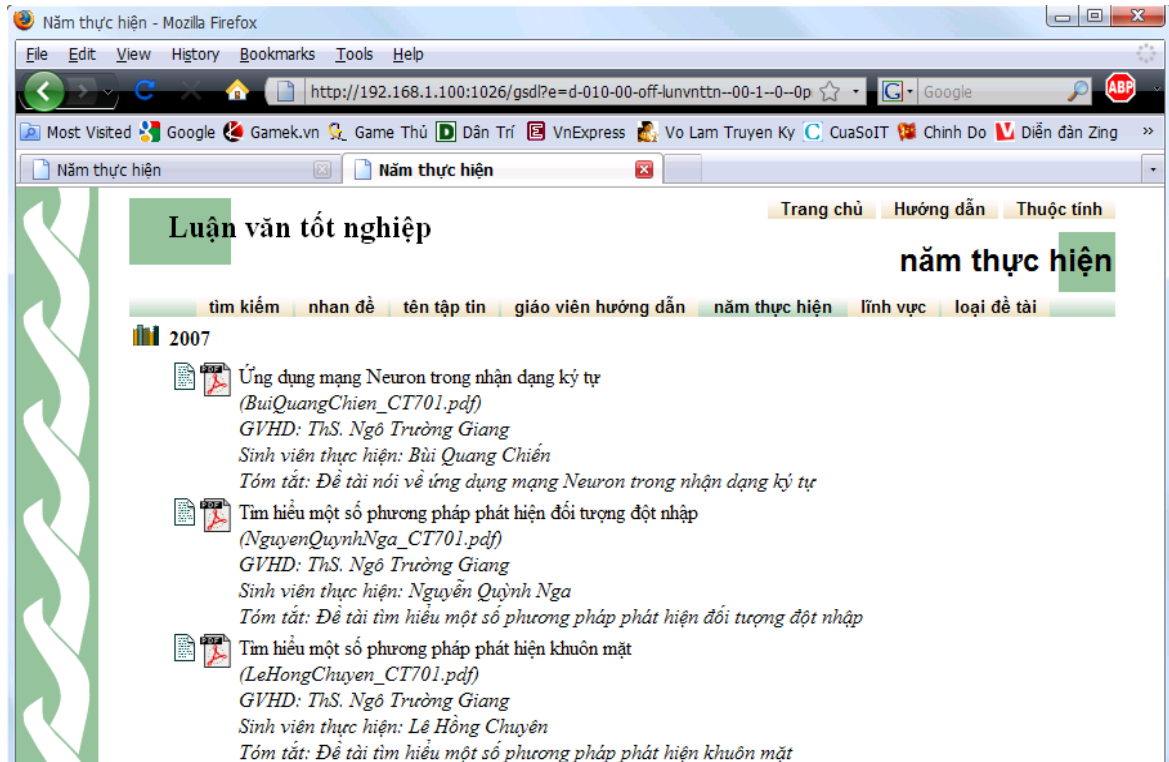 Năm thực hiện - Mozilla Firefox
File Edit View History Bookmarks Tools Help
http://192.168.1.100:1026/gsdl?e=d-010-00-off-lunvnttn--00-1--0--0p G Google ABP
Most Visited Google Gamek.vn Game Thủ D Dân Trí E VnExpress Vo Lam Truyen Ky C CuaSoIT Chinh Do Diễn đàn Zing »
Năm thực hiện Năm thực hiện
Trang chủ Hướng dẫn Thuộc tính
Luận văn tốt nghiệp
năm thực hiện
tìm kiếm nhan đề tên tập tin giáo viên hướng dẫn năm thực hiện lĩnh vực loại đề tài
2007
PDF Ứng dụng mạng Neuron trong nhận dạng ký tự
(BuiQuangChien_CT701.pdf)
GVHD: ThS. Ngô Trường Giang
Sinh viên thực hiện: Bùi Quang Chiến
Tóm tắt: Đề tài nói về ứng dụng mạng Neuron trong nhận dạng ký tự
PDF Tìm hiểu một số phương pháp phát hiện đối tượng đột nhập
(NguyenQuynhNga_CT701.pdf)
GVHD: ThS. Ngô Trường Giang
Sinh viên thực hiện: Nguyễn Quỳnh Nga
Tóm tắt: Đề tài tìm hiểu một số phương pháp phát hiện đối tượng đột nhập
PDF Tìm hiểu một số phương pháp phát hiện khuôn mặt
(LeHongChuyen_CT701.pdf)
GVHD: ThS. Ngô Trường Giang
Sinh viên thực hiện: Lê Hồng Chuyên
Tóm tắt: Đề tài tìm hiểu một số phương pháp phát hiện khuôn mặt